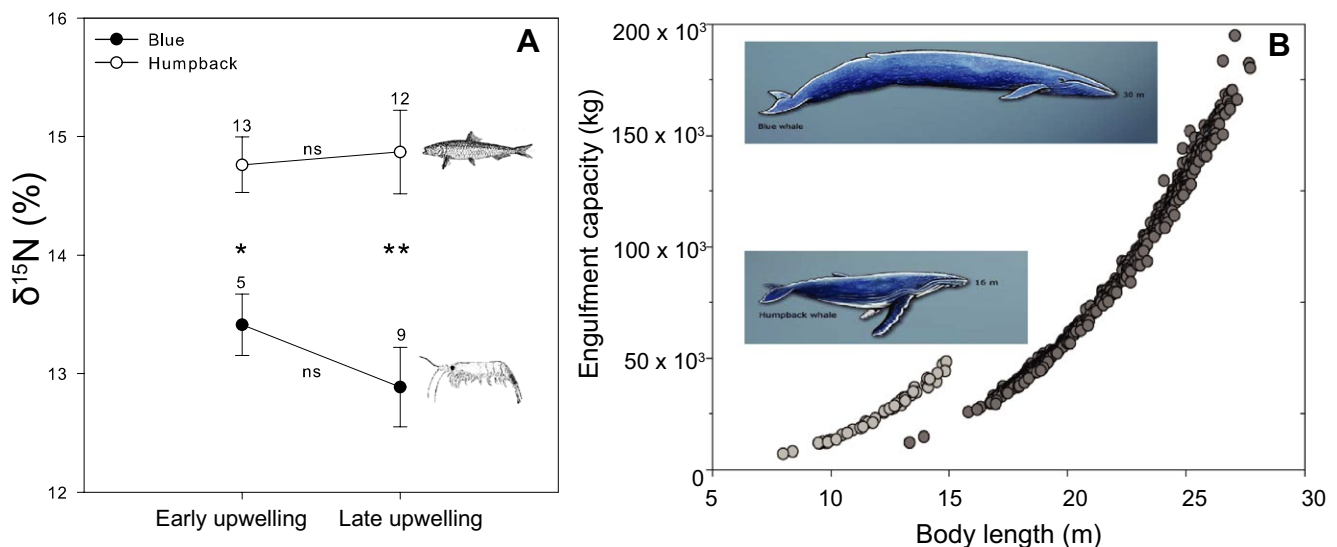 16
15
14
13
12
δ¹⁵N (%)
Blue
Humpback
A
13
12
ns
*
**
5
9
ns
Early upwelling
Late upwelling
B
200 x 10³
150 x 10³
100 x 10³
50 x 10³
0
Engulfment capacity (kg)
30 m
Blue whale
16 m
Humpback whale
5
10
15
20
25
30
Body length (m)